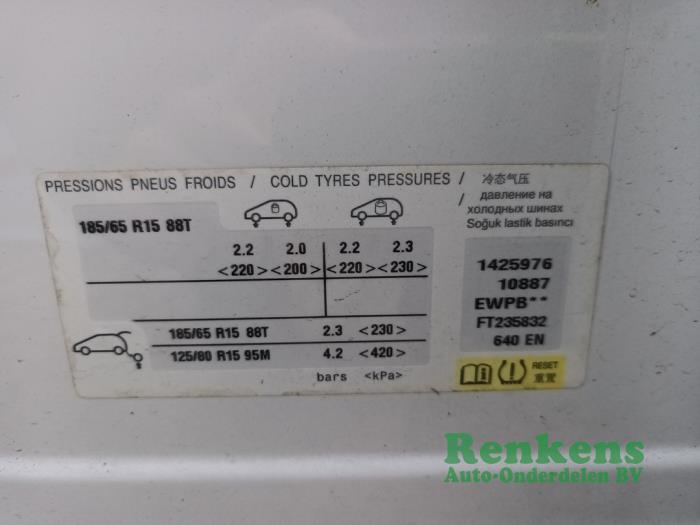 PRESSIONS PNEUS FROIDS / COLD TYRES PRESSURES / 冷态气压
/ давление на
холодных шинах
Soğuk lastik basıncı
185/65 R15 88T
2.2 2.0 2.2 2.3
<220> <200> <220> <230>
185/65 R15 88T 2.3 <230>
125/80 R15 95M 4.2 <420>
bars <kPa>
1425976
10887
EWPB**
FT235832
640 EN
RESET
重置
Renkens
Auto-Onderdelen BV